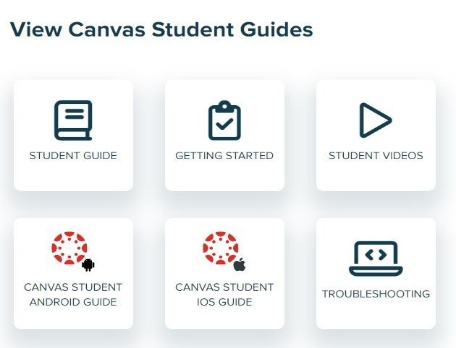 View Canvas Student Guides
STUDENT GUIDE
GETTING STARTED
STUDENT VIDEOS
CANVAS STUDENT
ANDROID GUIDE
CANVAS STUDENT
IOS GUIDE
TROUBLESHOOTING